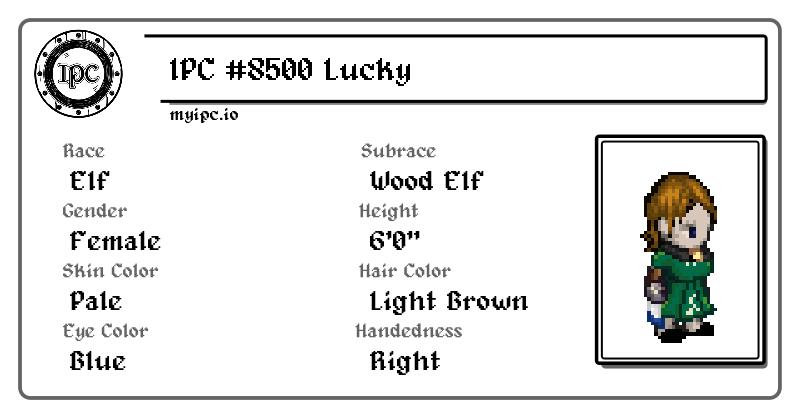 IPC
IPC #8500 Lucky
myipc.io
Race
Elf
Subrace
Wood Elf
Gender
Female
Height
6'0"
Skin Color
Pale
Hair Color
Light Brown
Eye Color
Blue
Handedness
Right